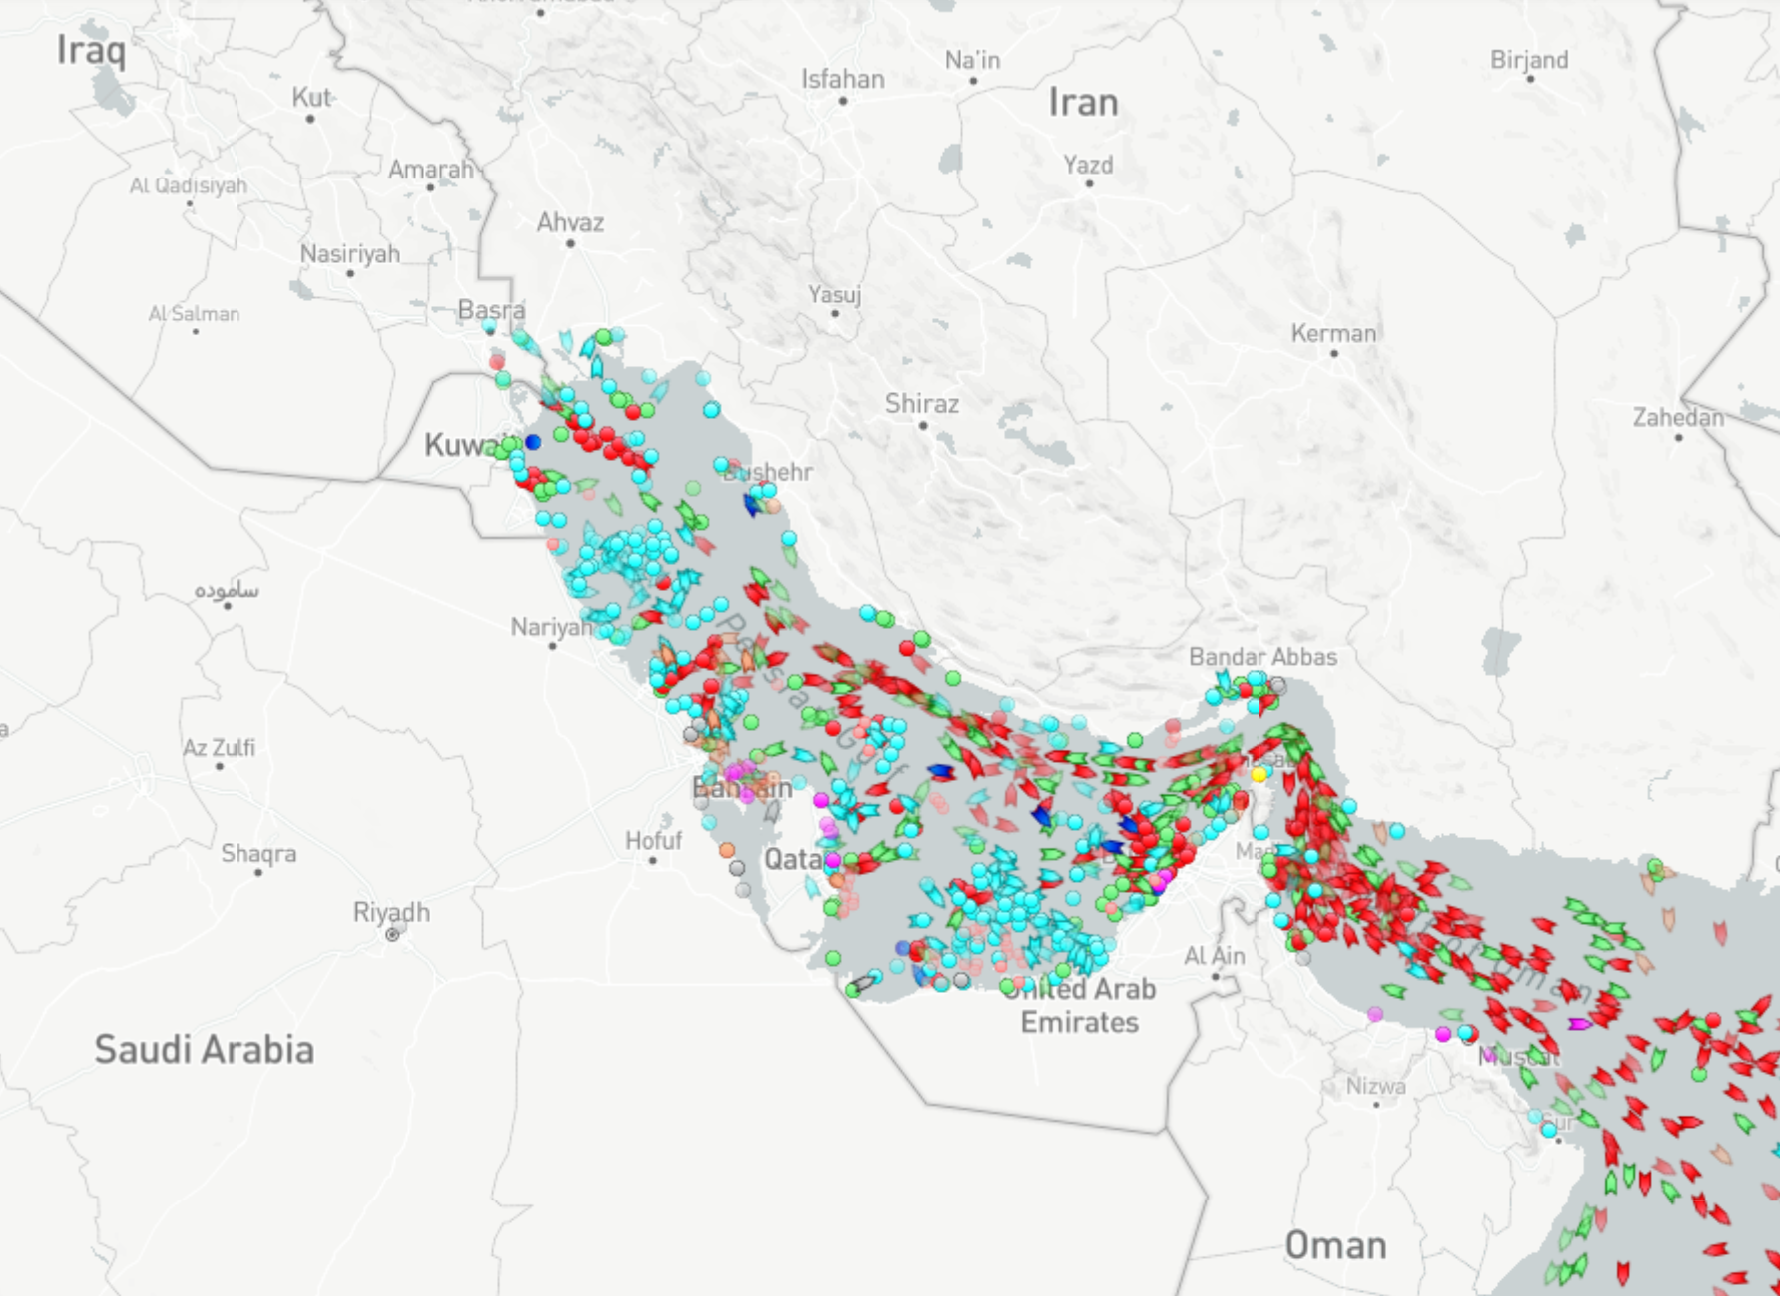 Iraq
Isfahan
Na'in
Birjand
Kut
Iran
Amarah
Yazd
Al Qadisiyah
Ahvaz
Nasiriyah
Yasuj
Basra
Al Salman
Kerman
Shiraz
Zahedan
Kuwait
Bushehr
ساموده
Nariyah
Persian Gulf
Bandar Abbas
Az Zulfi
Bahrain
Hofuf
Shaqra
Qatar
Riyadh
Al Ain
United Arab
Emirates
Gulf of Oman
Saudi Arabia
Muscat
Nizwa
Sur
Oman